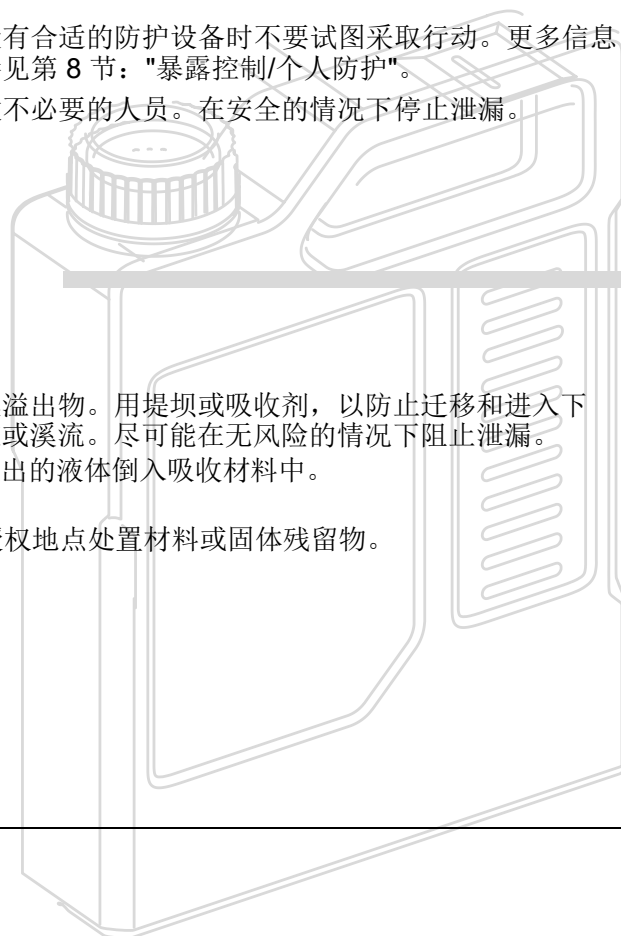 有合适的防护设备时不要试图采取行动。更多信息
见第 8 节："暴露控制/个人防护"。
不必要的人员。在安全的情况下停止泄漏。
溢出物。用堤坝或吸收剂，以防止迁移和进入下
或溪流。尽可能在无风险的情况下阻止泄漏。
出的液体倒入吸收材料中。
权地点处置材料或固体残留物。